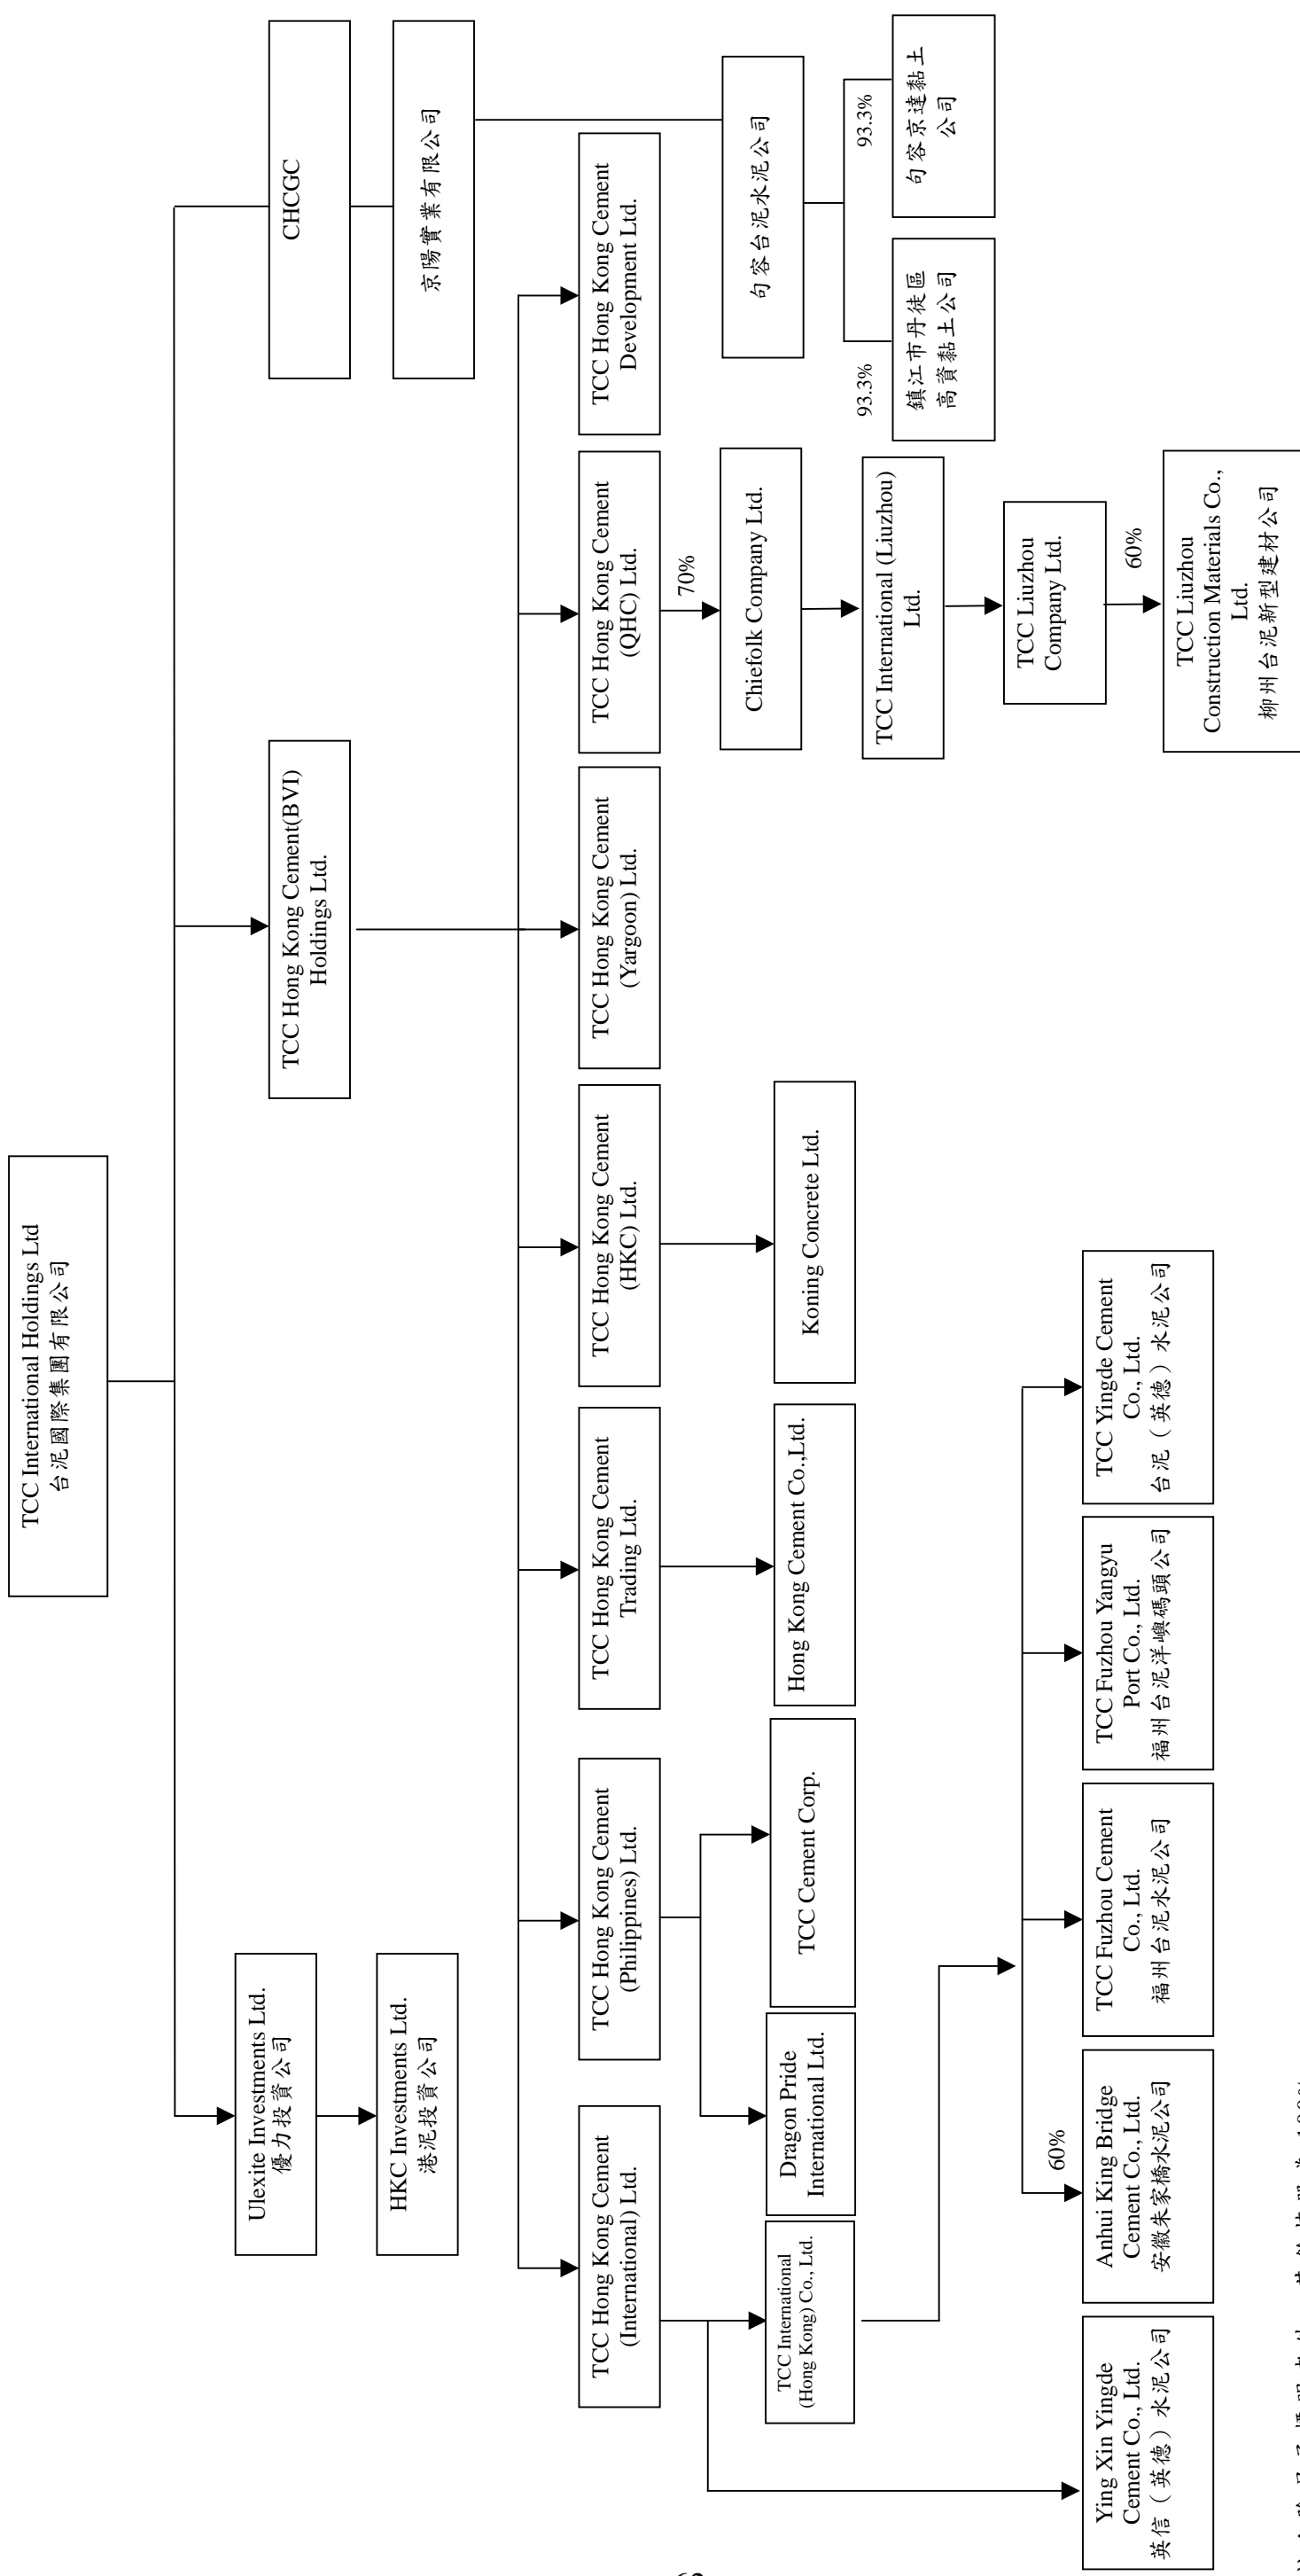 TCC International Holdings Ltd
台泥國際集團有限公司
Ulexite Investments Ltd.
優力投資公司
HKC Investments Ltd.
港泥投資公司
TCC Hong Kong Cement(BVI)
Holdings Ltd.
CHCGC
京陽實業有限公司
TCC Hong Kong Cement
(International) Ltd.
TCC Hong Kong Cement
(Philippines) Ltd.
TCC Hong Kong Cement
Trading Ltd.
TCC Hong Kong Cement
(HKC) Ltd.
TCC Hong Kong Cement
(Yargoon) Ltd.
TCC Hong Kong Cement
(QHC) Ltd.
TCC Hong Kong Cement
Development Ltd.
70%
Chiefolk Company Ltd.
句容台泥水泥公司
TCC International
(Hong Kong) Co., Ltd.
Dragon Pride
International Ltd.
TCC Cement Corp.
Hong Kong Cement Co.,Ltd.
Koning Concrete Ltd.
TCC International (Liuzhou)
Ltd.
93.3%
93.3%
鎮江市丹徒區
高資黏土公司
句容京達黏土
公司
TCC Liuzhou
Company Ltd.
60%
60%
Ying Xin Yingde
Cement Co., Ltd.
英信（英德）水泥公司
Anhui King Bridge
Cement Co., Ltd.
安徽朱家橋水泥公司
TCC Fuzhou Cement
Co., Ltd.
福州台泥水泥公司
TCC Fuzhou Yangyu
Port Co., Ltd.
福州台泥洋嶼碼頭公司
TCC Yingde Cement
Co., Ltd.
台泥（英德）水泥公司
TCC Liuzhou
Construction Materials Co.,
Ltd.
柳州台泥新型建材公司